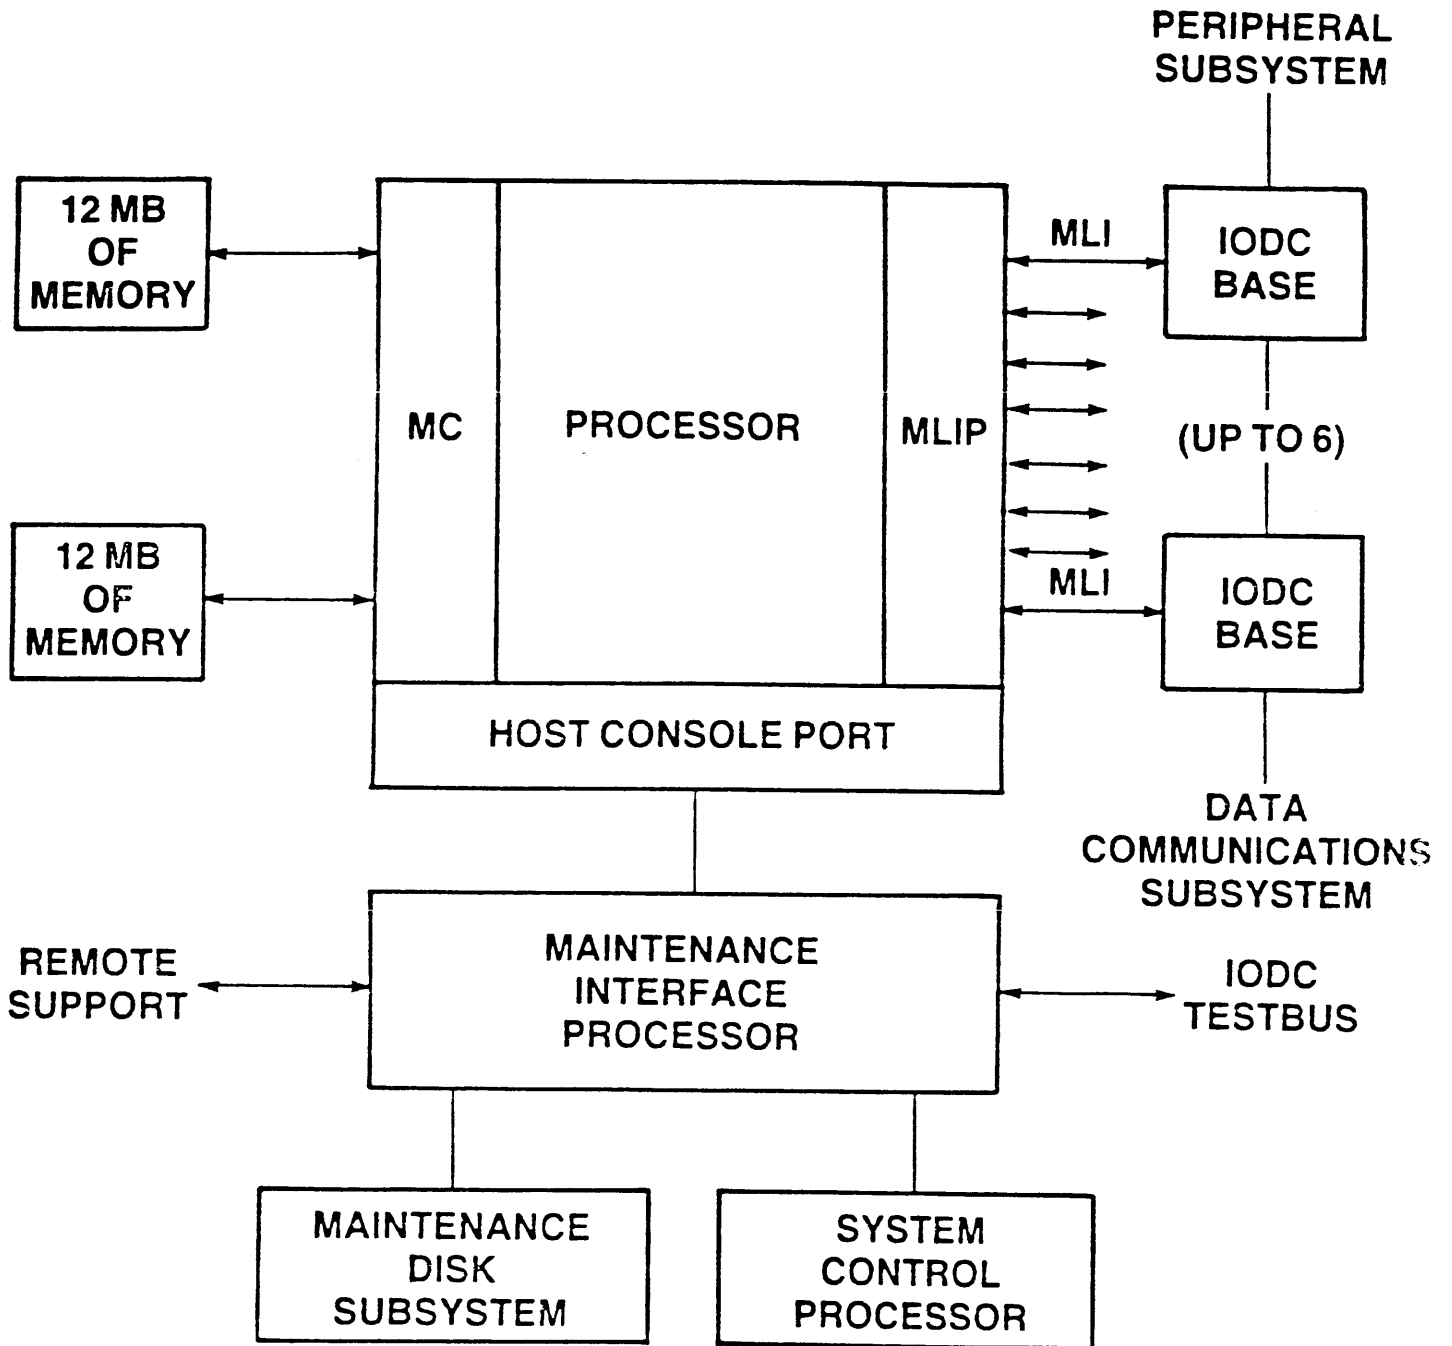 PERIPHERAL
SUBSYSTEM
12 MB
OF
MEMORY
MC
PROCESSOR
MLIP
MLI
IODC
BASE
(UP TO 6)
12 MB
OF
MEMORY
MLI
IODC
BASE
HOST CONSOLE PORT
DATA
COMMUNICATIONS
SUBSYSTEM
REMOTE
SUPPORT
MAINTENANCE
INTERFACE
PROCESSOR
IODC
TESTBUS
MAINTENANCE
DISK
SUBSYSTEM
SYSTEM
CONTROL
PROCESSOR